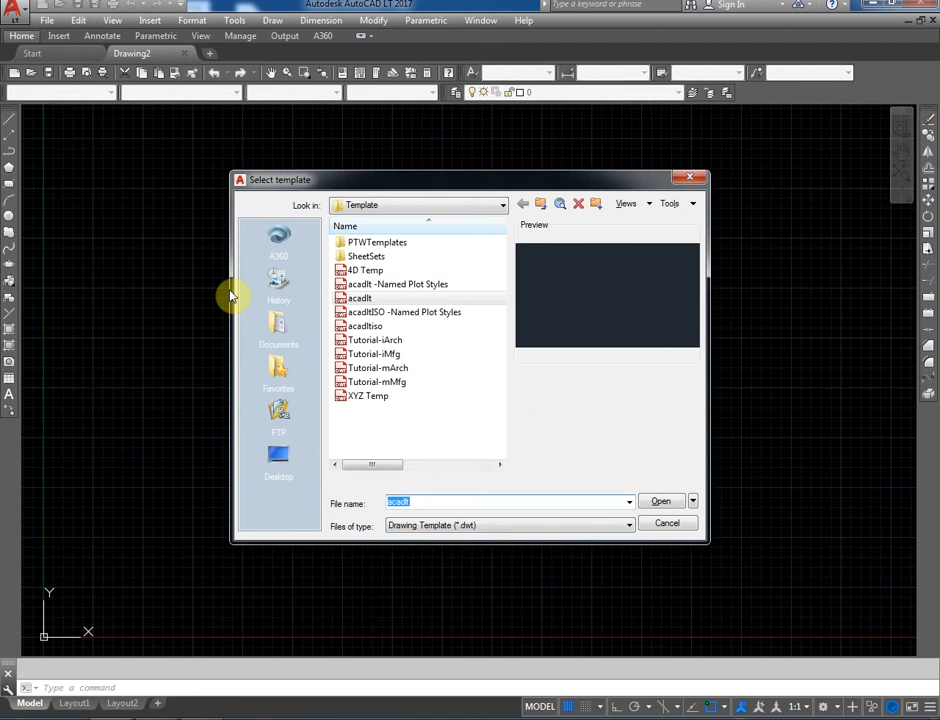 Autodesk AutoCAD LT 2017
Type a keyword or phrase
Sign In
LT
File Edit View Insert Format Tools Draw Dimension Modify Parametric Window Help
Home Insert Annotate Parametric View Output Manage A360
Start Drawing2
0
Select template
Look in: Template
Views Tools
Name
Preview
PTWTemplates
SheetSets
4D Temp
acadlt -Named Plot Styles
acadlt
acadltISO -Named Plot Styles
acadltiso
Tutorial-iArch
Tutorial-iMfg
Tutorial-mArch
Tutorial-mMfg
XYZ Temp
A360
History
Documents
Favorites
FTP
Desktop
File name: acadlt Open
Files of type: Drawing Template (*.dwt) Cancel
Y
X
Type a command
Model Layout1 Layout2 +
MODEL 1:1